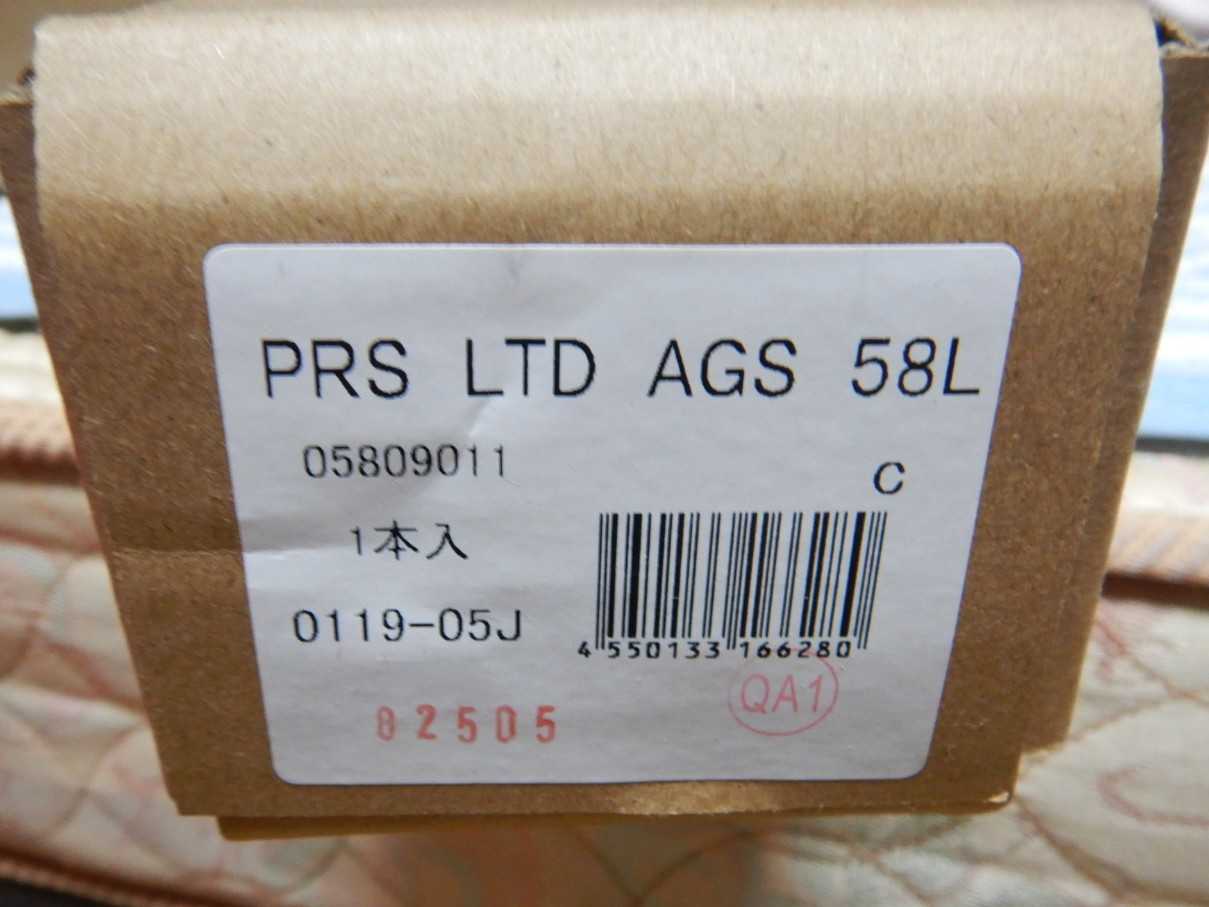 PRS LTD AGS 58L
05809011
C
1本入
0119-05J
4 550133 166280
QA1
82505